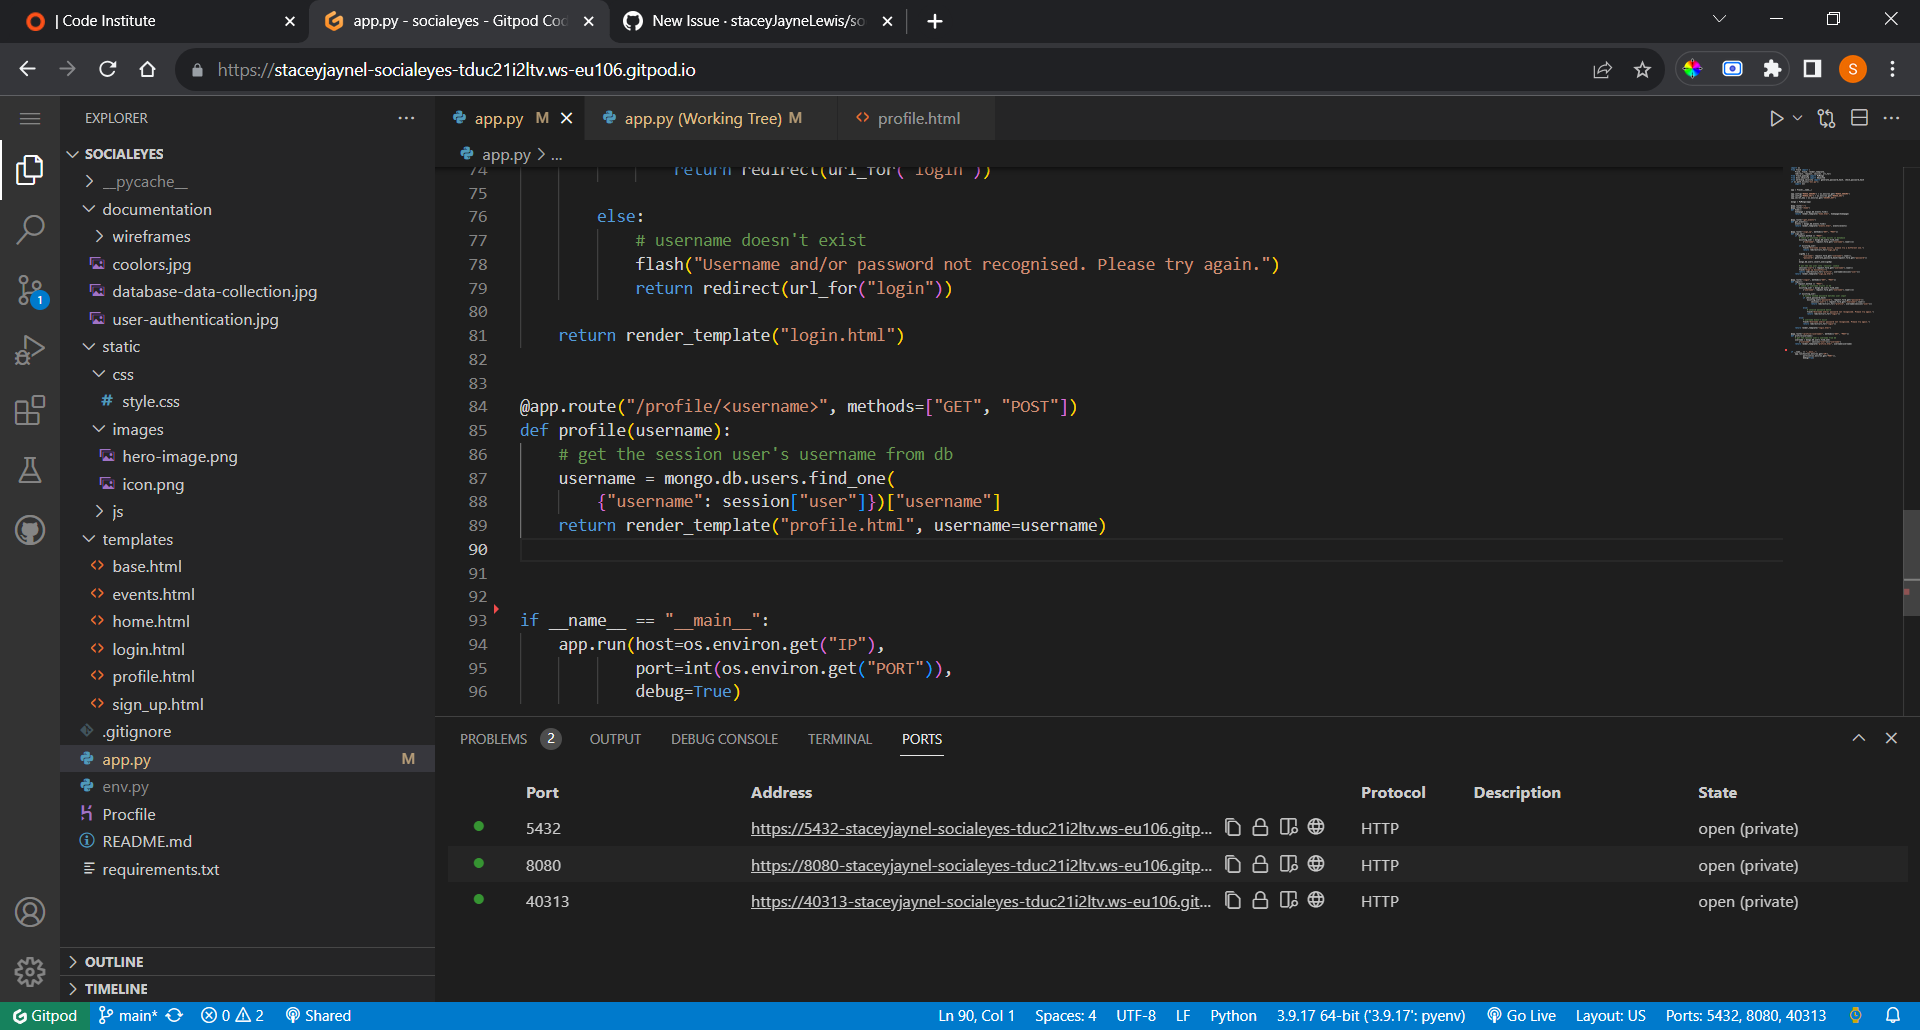 | Code Institute
app.py - socialeyes - Gitpod Cod
New Issue · staceyJayneLewis/so
https://staceyjaynel-socialeyes-tduc21i2ltv.ws-eu106.gitpod.io
S
EXPLORER
SOCIALEYES
__pycache__
documentation
wireframes
coolors.jpg
database-data-collection.jpg
user-authentication.jpg
static
css
# style.css
images
hero-image.png
icon.png
js
templates
<> base.html
<> events.html
<> home.html
<> login.html
<> profile.html
<> sign_up.html
.gitignore
app.py M
env.py
Procfile
README.md
requirements.txt
OUTLINE
TIMELINE
1
app.py M
app.py (Working Tree) M
<> profile.html
app.py > ...
74 return redirect(url_for("login"))
75
76 else:
77 # username doesn't exist
78 flash("Username and/or password not recognised. Please try again.")
79 return redirect(url_for("login"))
80
81 return render_template("login.html")
82
83
84 @app.route("/profile/<username>", methods=["GET", "POST"])
85 def profile(username):
86 # get the session user's username from db
87 username = mongo.db.users.find_one(
88 {"username": session["user"]})["username"]
89 return render_template("profile.html", username=username)
90
91
92
93 if __name__ == "__main__":
94 app.run(host=os.environ.get("IP"),
95 port=int(os.environ.get("PORT")),
96 debug=True)
PROBLEMS 2 OUTPUT DEBUG CONSOLE TERMINAL PORTS
Port Address Protocol Description State
5432 https://5432-staceyjaynel-socialeyes-tduc21i2ltv.ws-eu106.gitp... HTTP open (private)
8080 https://8080-staceyjaynel-socialeyes-tduc21i2ltv.ws-eu106.gitp... HTTP open (private)
40313 https://40313-staceyjaynel-socialeyes-tduc21i2ltv.ws-eu106.git... HTTP open (private)
Gitpod main* 0 2 Shared Ln 90, Col 1 Spaces: 4 UTF-8 LF Python 3.9.17 64-bit ('3.9.17': pyenv) Go Live Layout: US Ports: 5432, 8080, 40313